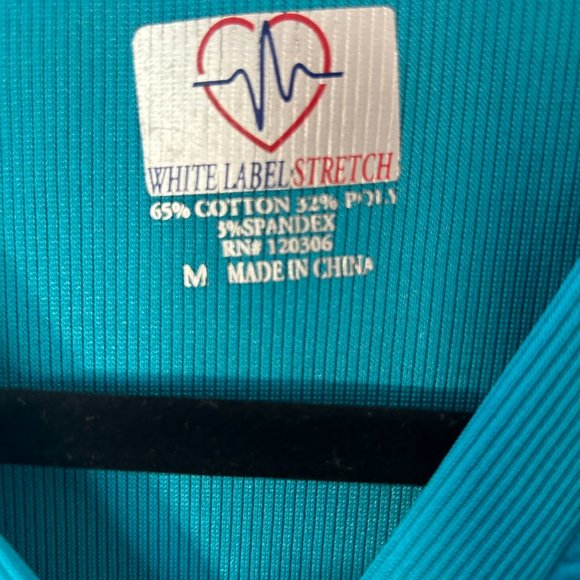 WHITE LABEL STRETCH
65% COTTON 32% POLY
3%SPANDEX
RN# 120306
M MADE IN CHINA